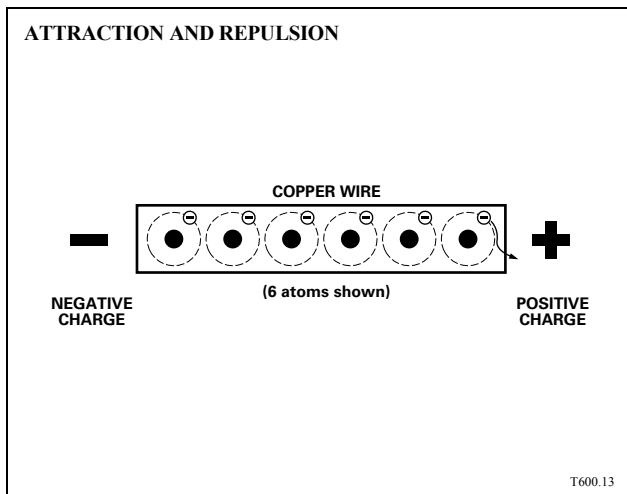 ATTRACTION AND REPULSION
COPPER WIRE
(6 atoms shown)
NEGATIVE
CHARGE
POSITIVE
CHARGE
T600.13